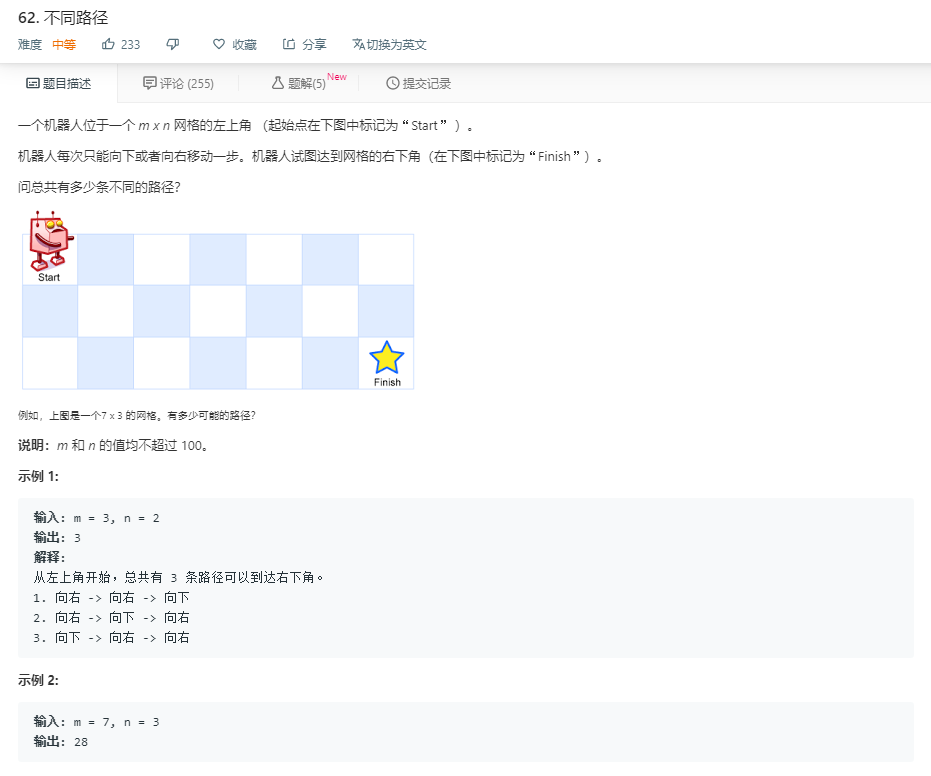 62. 不同路径
难度 中等 233 收藏 分享 切换为英文
题目描述 评论 (255) 题解(5) New 提交记录
一个机器人位于一个 m x n 网格的左上角 （起始点在下图中标记为“Start” ）。
机器人每次只能向下或者向右移动一步。机器人试图达到网格的右下角（在下图中标记为“Finish”）。
问总共有多少条不同的路径?
Start
Finish
例如，上图是一个7 x 3 的网格。有多少可能的路径?
说明：m 和 n 的值均不超过 100。
示例 1:
输入: m = 3, n = 2
输出: 3
解释:
从左上角开始，总共有 3 条路径可以到达右下角。
1. 向右 -> 向右 -> 向下
2. 向右 -> 向下 -> 向右
3. 向下 -> 向右 -> 向右
示例 2:
输入: m = 7, n = 3
输出: 28